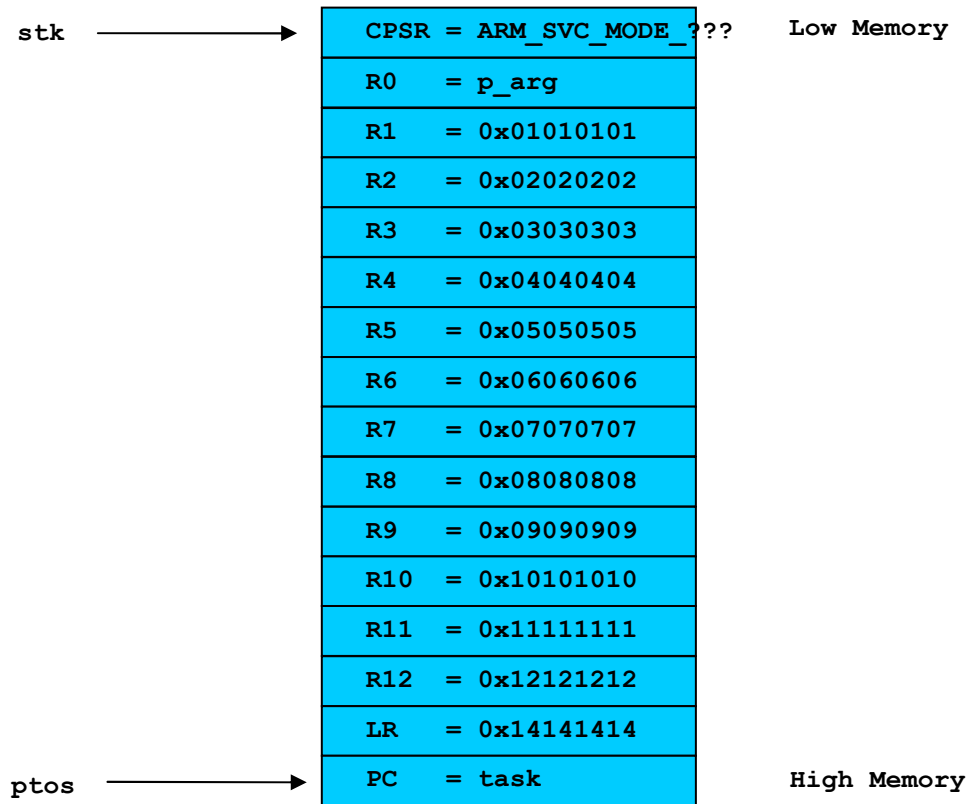 stk CPSR = ARM_SVC_MODE_??? Low Memory
R0 = p_arg
R1 = 0x01010101
R2 = 0x02020202
R3 = 0x03030303
R4 = 0x04040404
R5 = 0x05050505
R6 = 0x06060606
R7 = 0x07070707
R8 = 0x08080808
R9 = 0x09090909
R10 = 0x10101010
R11 = 0x11111111
R12 = 0x12121212
LR = 0x14141414
ptos PC = task High Memory